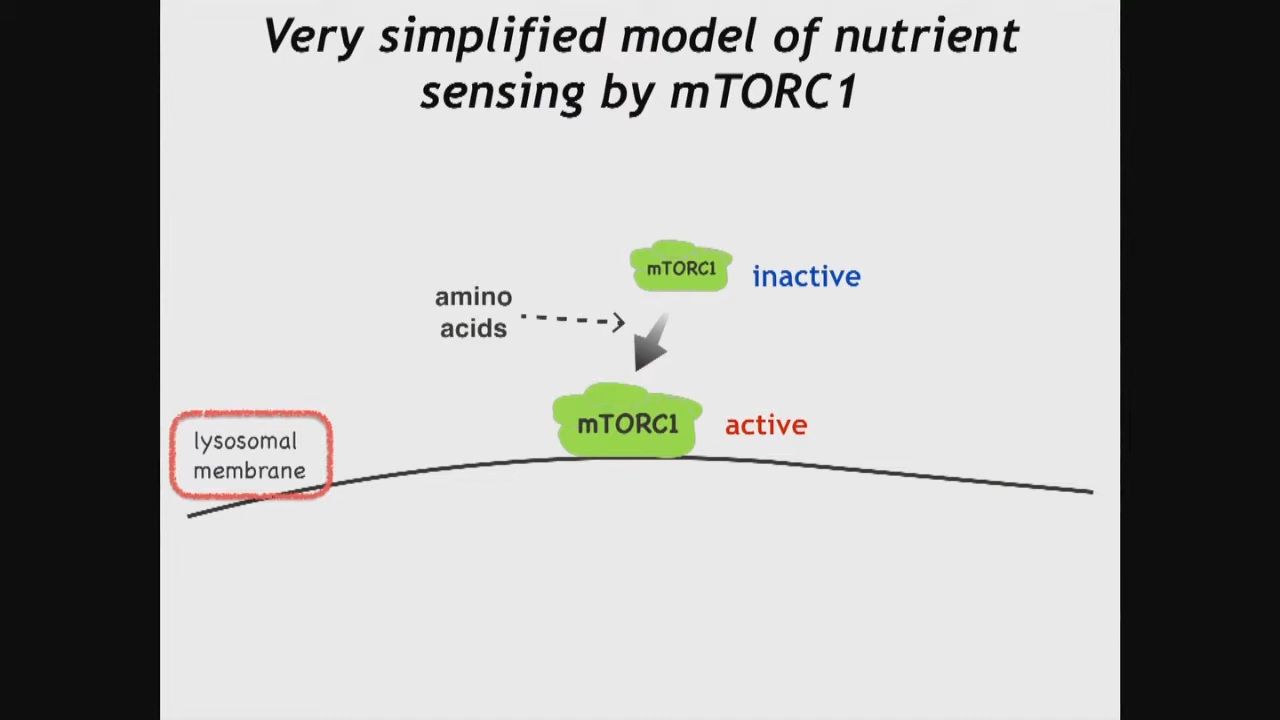 Very simplified model of nutrient
sensing by mTORC1
mTORC1
inactive
amino
acids
mTORC1
active
lysosomal
membrane